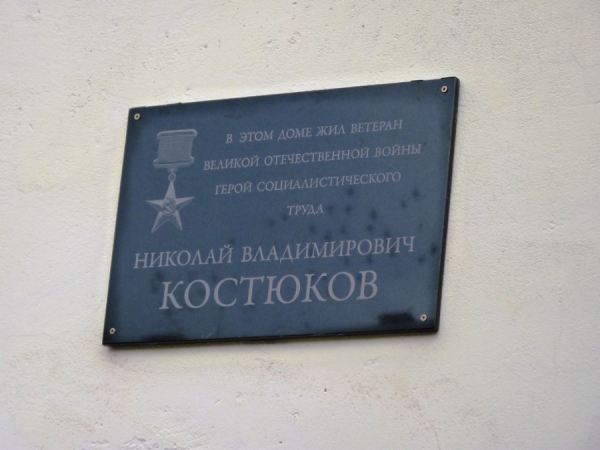 В ЭТОМ ДОМЕ ЖИЛ ВЕТЕРАН
ВЕЛИКОЙ ОТЕЧЕСТВЕННОЙ ВОЙНЫ
ГЕРОЙ СОЦИАЛИСТИЧЕСКОГО
ТРУДА
НИКОЛАЙ ВЛАДИМИРОВИЧ
КОСТЮКОВ